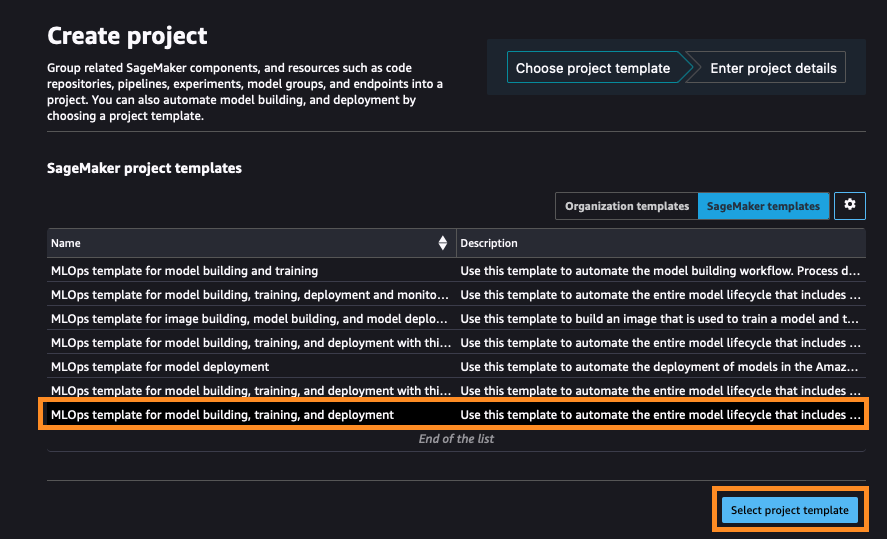 Create project
Group related SageMaker components, and resources such as code
repositories, pipelines, experiments, model groups, and endpoints into a
project. You can also automate model building, and deployment by
choosing a project template.
Choose project template
Enter project details
SageMaker project templates
Organization templates
SageMaker templates
Name
Description
MLOps template for model building and training
Use this template to automate the model building workflow. Process d...
MLOps template for model building, training, deployment and monito...
Use this template to automate the entire model lifecycle that includes ...
MLOps template for image building, model building, and model deplo...
Use this template to build an image that is used to train a model and t...
MLOps template for model building, training, and deployment with thi...
Use this template to automate the entire model lifecycle that includes ...
MLOps template for model deployment
Use this template to automate the deployment of models in the Amaz...
MLOps template for model building, training, and deployment with thi...
Use this template to automate the entire model lifecycle that includes ...
MLOps template for model building, training, and deployment
Use this template to automate the entire model lifecycle that includes ...
End of the list
Select project template